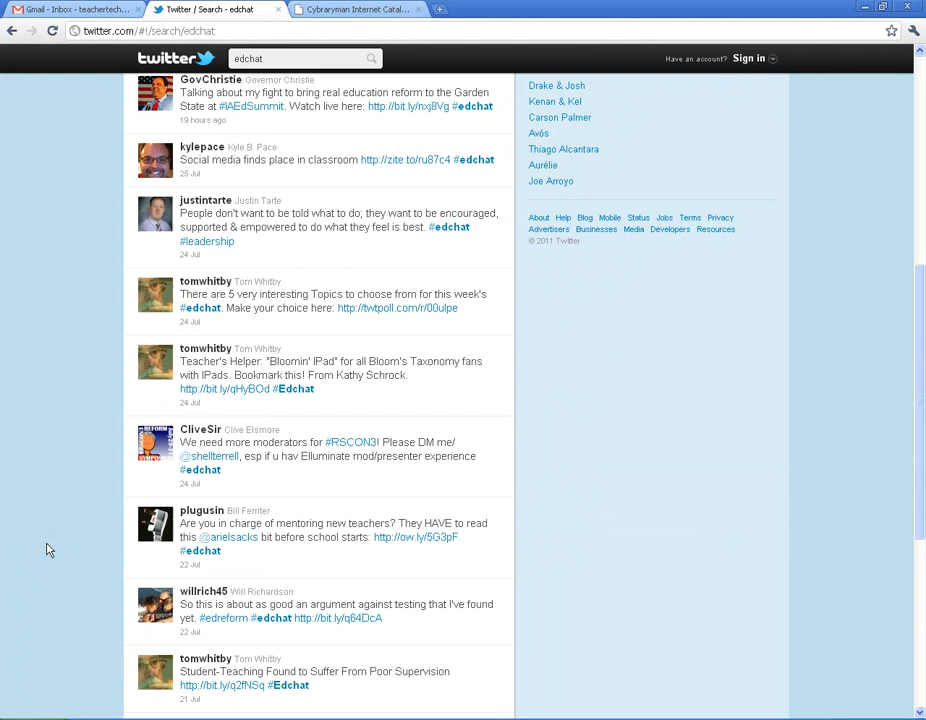 Gmail - Inbox - teachertech...
Twitter / Search - edchat
Cybraryman Internet Catal...
twitter.com/#!/search/edchat
twitter
edchat
Have an account? Sign in
GovChristie Governor Christie
Talking about my fight to bring real education reform to the Garden
State at #IAEdSummit. Watch live here: http://bit.ly/nxj8Vg #edchat
19 hours ago
kylepace Kyle B. Pace
Social media finds place in classroom http://zite.to/ru87c4 #edchat
25 Jul
justintarte Justin Tarte
People don't want to be told what to do; they want to be encouraged,
supported & empowered to do what they feel is best. #edchat
#leadership
24 Jul
tomwhitby Tom Whitby
There are 5 very interesting Topics to choose from for this week's
#edchat. Make your choice here: http://twtpoll.com/r/00ulpe
24 Jul
tomwhitby Tom Whitby
Teacher's Helper: "Bloomin' IPad" for all Bloom's Taxonomy fans
with IPads. Bookmark this! From Kathy Schrock.
http://bit.ly/qHyBOd #Edchat
24 Jul
CliveSir Clive Elsmore
We need more moderators for #RSCON3! Please DM me/
@shellterrell, esp if u hav Elluminate mod/presenter experience
#edchat
24 Jul
plugusin Bill Ferriter
Are you in charge of mentoring new teachers? They HAVE to read
this @arielsacks bit before school starts: http://ow.ly/5G3pF
#edchat
22 Jul
willrich45 Will Richardson
So this is about as good an argument against testing that I've found
yet. #edreform #edchat http://bit.ly/q64DcA
22 Jul
tomwhitby Tom Whitby
Student-Teaching Found to Suffer From Poor Supervision
http://bit.ly/q2fNSq #Edchat
21 Jul
Drake & Josh
Kenan & Kel
Carson Palmer
Avós
Thiago Alcantara
Aurélie
Joe Arroyo
About Help Blog Mobile Status Jobs Terms Privacy
Advertisers Businesses Media Developers Resources
© 2011 Twitter